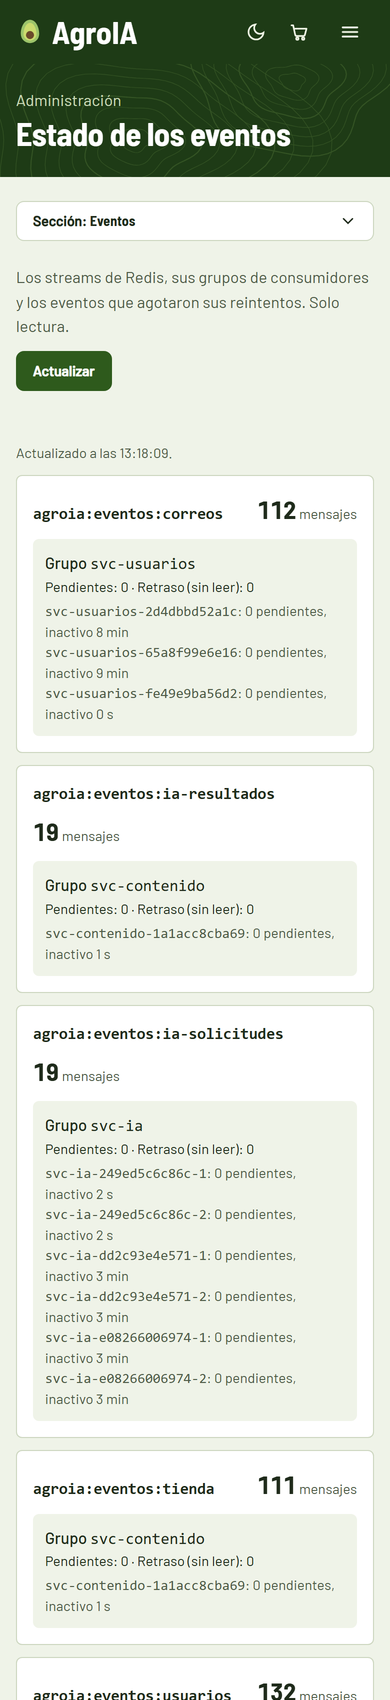 AgroIA
Administración
Estado de los eventos
Sección: Eventos
Los streams de Redis, sus grupos de consumidores
y los eventos que agotaron sus reintentos. Solo
lectura.
Actualizar
Actualizado a las 13:18:09.
agroia:eventos:correos 112 mensajes
Grupo svc-usuarios
Pendientes: 0 · Retraso (sin leer): 0
svc-usuarios-2d4dbbd52a1c: 0 pendientes,
inactivo 8 min
svc-usuarios-65a8f99e6e16: 0 pendientes,
inactivo 9 min
svc-usuarios-fe49e9ba56d2: 0 pendientes,
inactivo 0 s
agroia:eventos:ia-resultados
19 mensajes
Grupo svc-contenido
Pendientes: 0 · Retraso (sin leer): 0
svc-contenido-1a1acc8cba69: 0 pendientes,
inactivo 1 s
agroia:eventos:ia-solicitudes
19 mensajes
Grupo svc-ia
Pendientes: 0 · Retraso (sin leer): 0
svc-ia-249ed5c6c86c-1: 0 pendientes,
inactivo 2 s
svc-ia-249ed5c6c86c-2: 0 pendientes,
inactivo 2 s
svc-ia-dd2c93e4e571-1: 0 pendientes,
inactivo 3 min
svc-ia-dd2c93e4e571-2: 0 pendientes,
inactivo 3 min
svc-ia-e08266006974-1: 0 pendientes,
inactivo 3 min
svc-ia-e08266006974-2: 0 pendientes,
inactivo 3 min
agroia:eventos:tienda 111 mensajes
Grupo svc-contenido
Pendientes: 0 · Retraso (sin leer): 0
svc-contenido-1a1acc8cba69: 0 pendientes,
inactivo 1 s
agroia:eventos:usuarios 132 mensajes